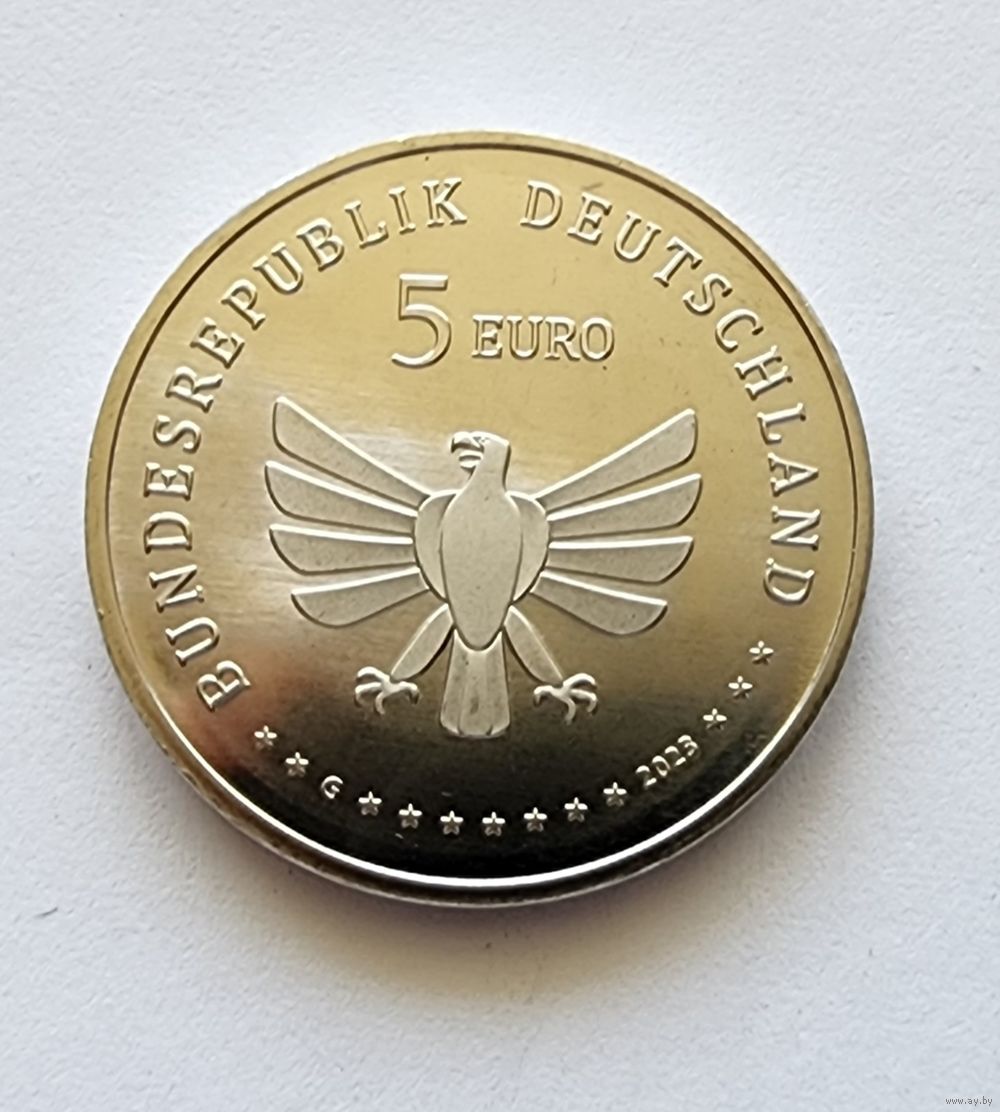 BUNDESREPUBLIK DEUTSCHLAND
5 EURO
G
2023
www.ay.by